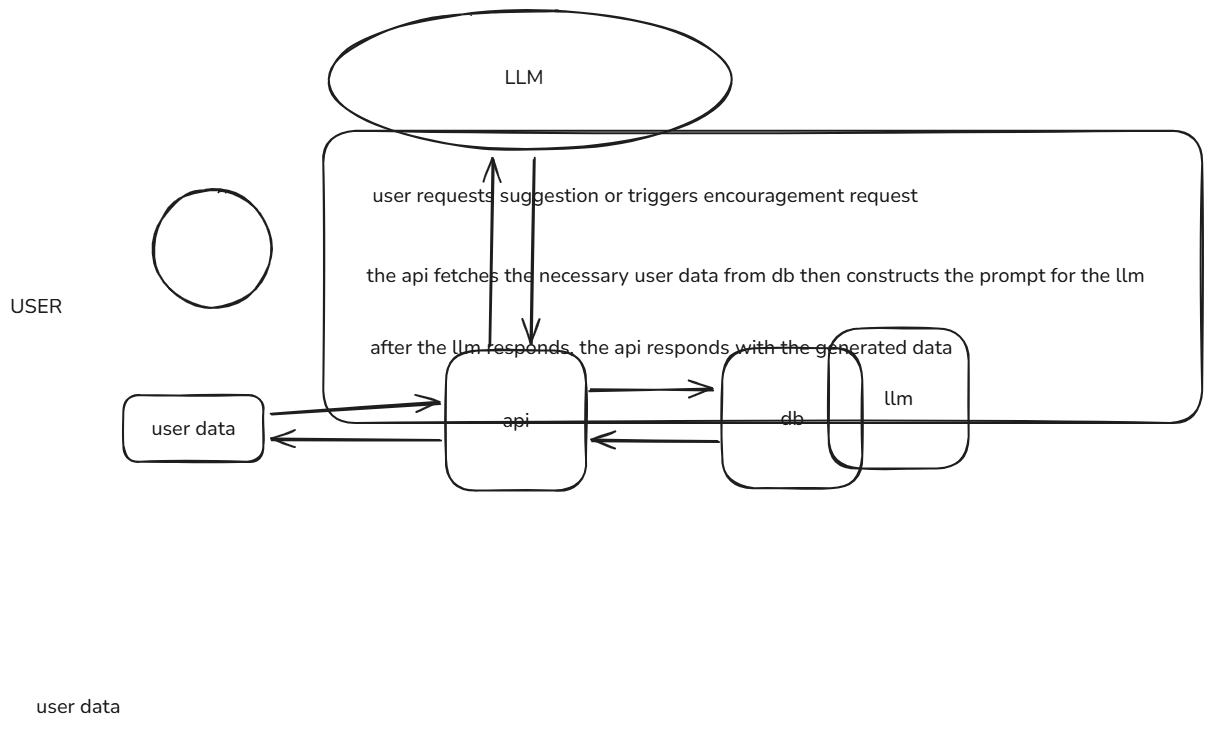 LLM
user requests suggestion or triggers encouragement request
the api fetches the necessary user data from db then constructs the prompt for the llm
USER
after the llm responds, the api responds with the generated data
llm
api
db
user data
user data